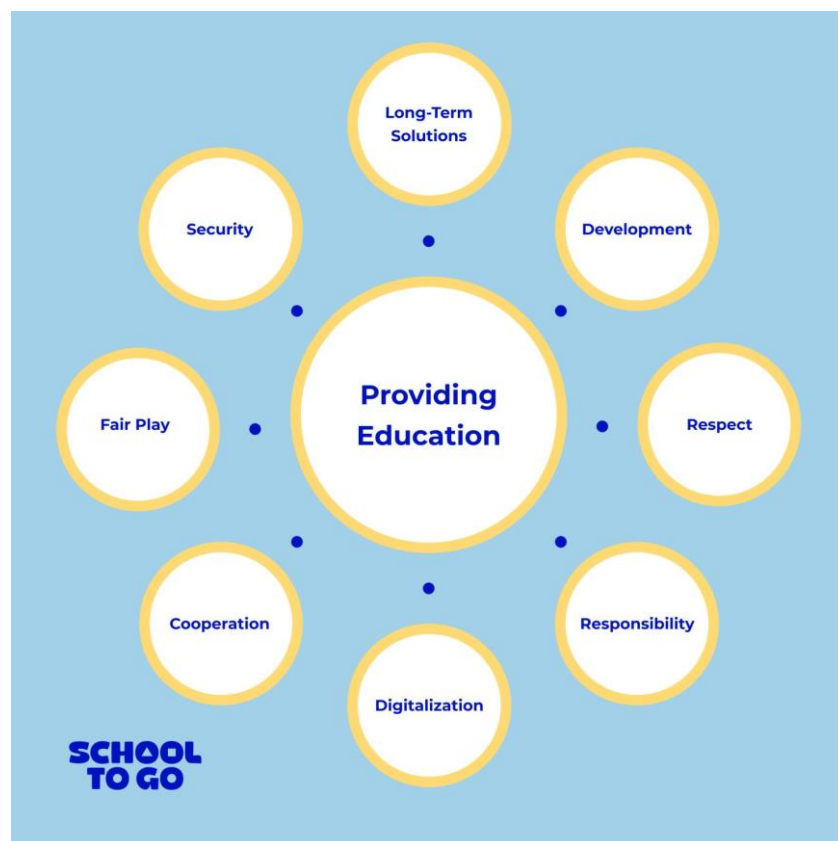 Long-Term
Solutions
Security
Development
Providing
Education
Fair Play
Respect
Cooperation
Responsibility
Digitalization
SCHOOL
TO GO